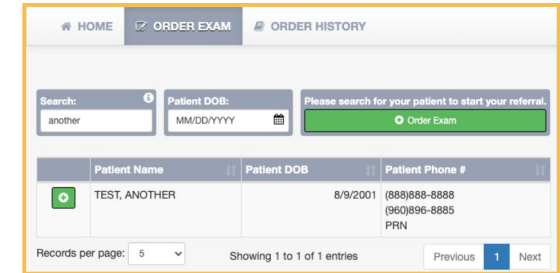 HOME ORDER EXAM ORDER HISTORY
Search: Patient DOB: Please search for your patient to start your referral.
another MM/DD/YYYY Order Exam
Patient Name Patient DOB Patient Phone #
TEST, ANOTHER 8/9/2001 (888)888-8888
(960)896-8885
PRN
Records per page: 5 Showing 1 to 1 of 1 entries Previous 1 Next